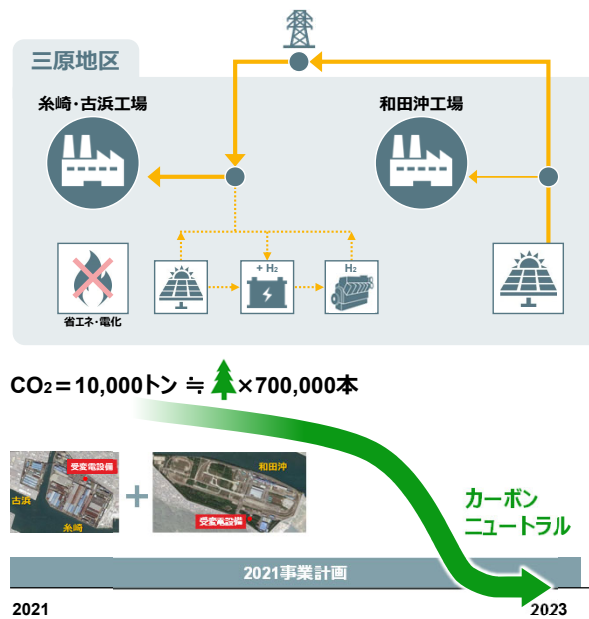 三原地区
糸崎・古浜工場
和田沖工場
+ H₂
H₂
省エネ・電化
CO₂＝10,000トン ≒ ×700,000本
受変電設備
古浜
糸崎
+
和田沖
受変電設備
カーボン
ニュートラル
2021事業計画
2021
2023